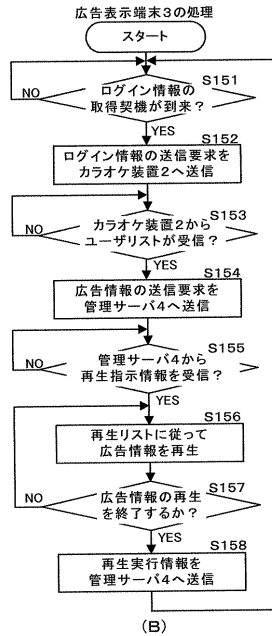 広告表示端末3の処理
スタート
S151
ログイン情報の
取得契機が到来?
NO
YES
S152
ログイン情報の送信要求を
カラオケ装置2へ送信
S153
カラオケ装置2から
ユーザリストが受信?
NO
YES
S154
広告情報の送信要求を
管理サーバ4へ送信
S155
管理サーバ4から
再生指示情報を受信?
NO
YES
S156
再生リストに従って
広告情報を再生
S157
広告情報の再生
を終了するか?
NO
YES
S158
再生実行情報を
管理サーバ4へ送信
(B)